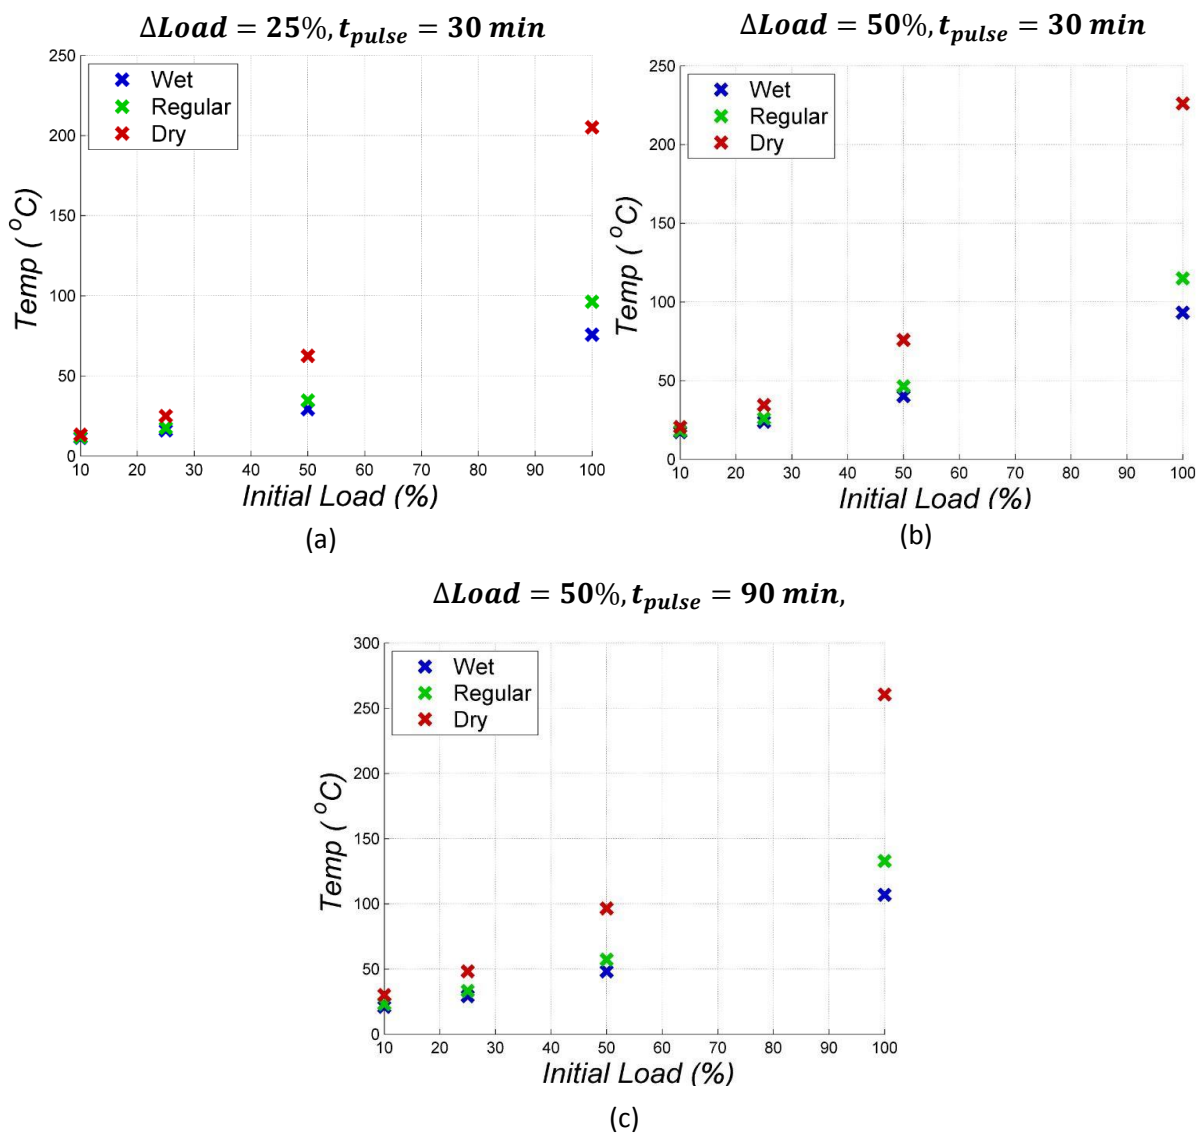 ΔLoad = 25%, t_pulse = 30 min
250
200
150
100
50
0
Temp ( °C)
Wet
Regular
Dry
10 20 30 40 50 60 70 80 90 100
Initial Load (%)
(a)
ΔLoad = 50%, t_pulse = 30 min
250
200
150
100
50
0
Temp ( °C)
Wet
Regular
Dry
10 20 30 40 50 60 70 80 90 100
Initial Load (%)
(b)
ΔLoad = 50%, t_pulse = 90 min,
300
250
200
150
100
50
0
Temp ( °C)
Wet
Regular
Dry
10 20 30 40 50 60 70 80 90 100
Initial Load (%)
(c)